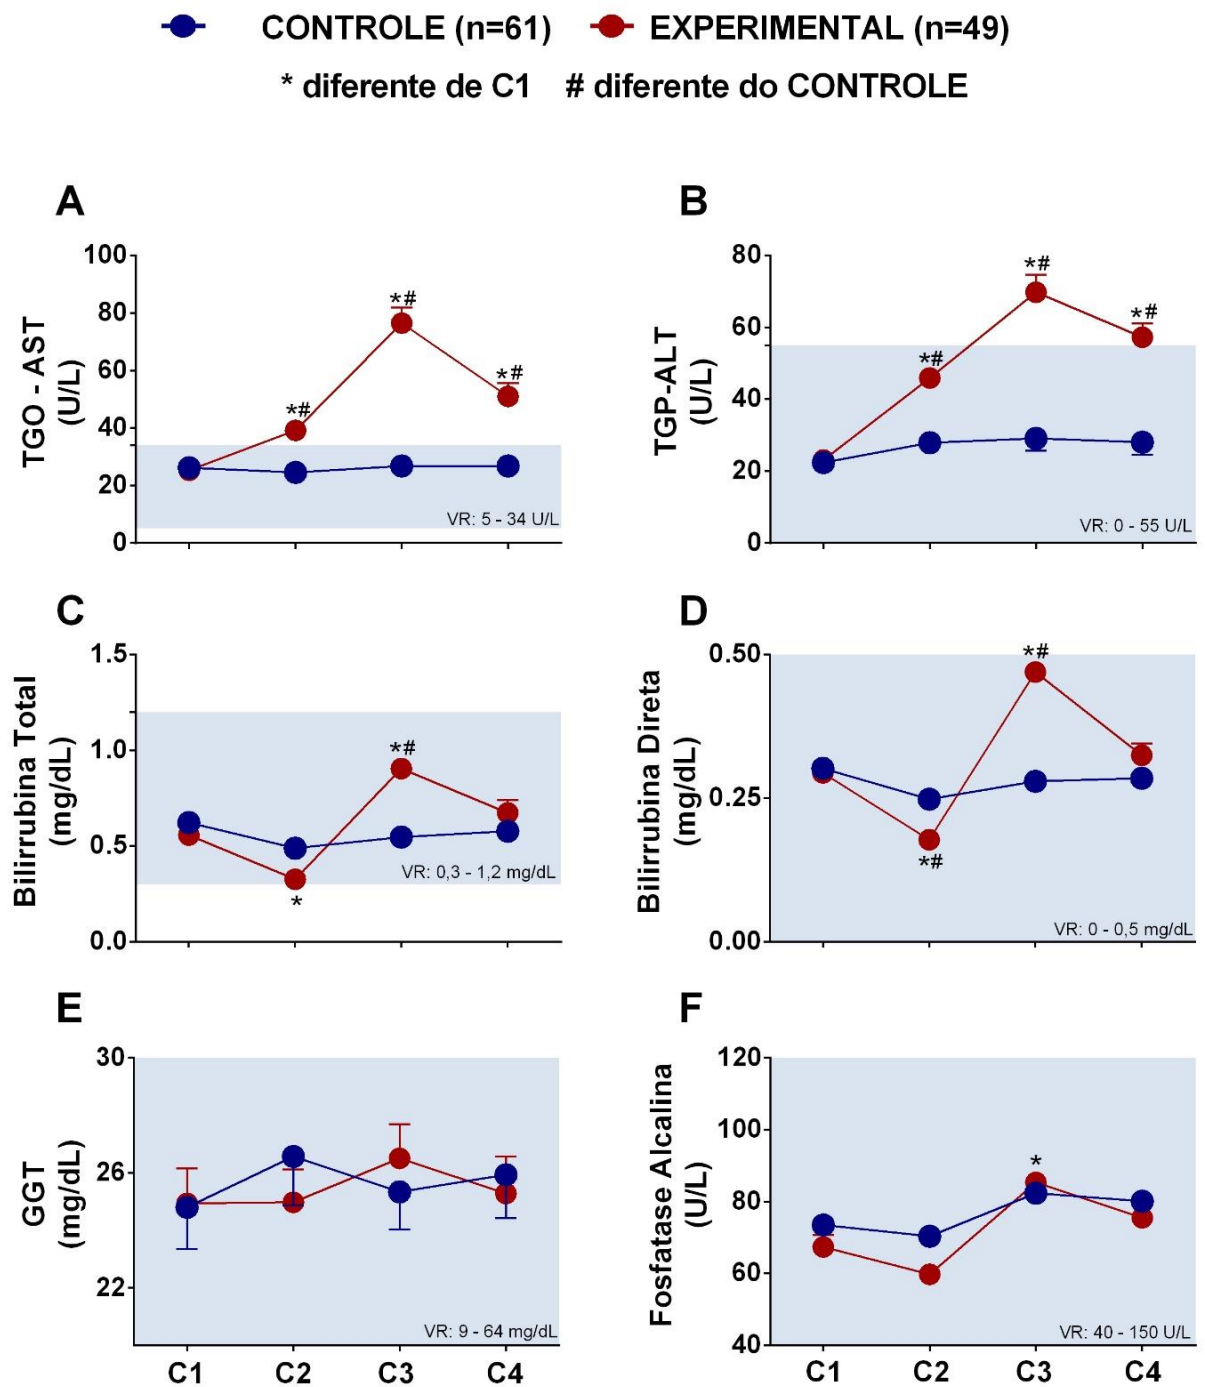 CONTROLE (n=61) EXPERIMENTAL (n=49)
* diferente de C1 # diferente do CONTROLE
A
TGO - AST
(U/L)
100
80
60
40
20
0
*#
*#
*#
VR: 5 - 34 U/L
B
TGP-ALT
(U/L)
80
60
40
20
0
*#
*#
*#
VR: 0 - 55 U/L
C
Bilirrubina Total
(mg/dL)
1.5
1.0
0.5
0.0
*
*#
VR: 0,3 - 1,2 mg/dL
D
Bilirrubina Direta
(mg/dL)
0.50
0.25
0.00
*#
*#
VR: 0 - 0,5 mg/dL
E
GGT
(mg/dL)
30
26
22
VR: 9 - 64 mg/dL
C1 C2 C3 C4
F
Fosfatase Alcalina
(U/L)
120
100
80
60
40
*
VR: 40 - 150 U/L
C1 C2 C3 C4